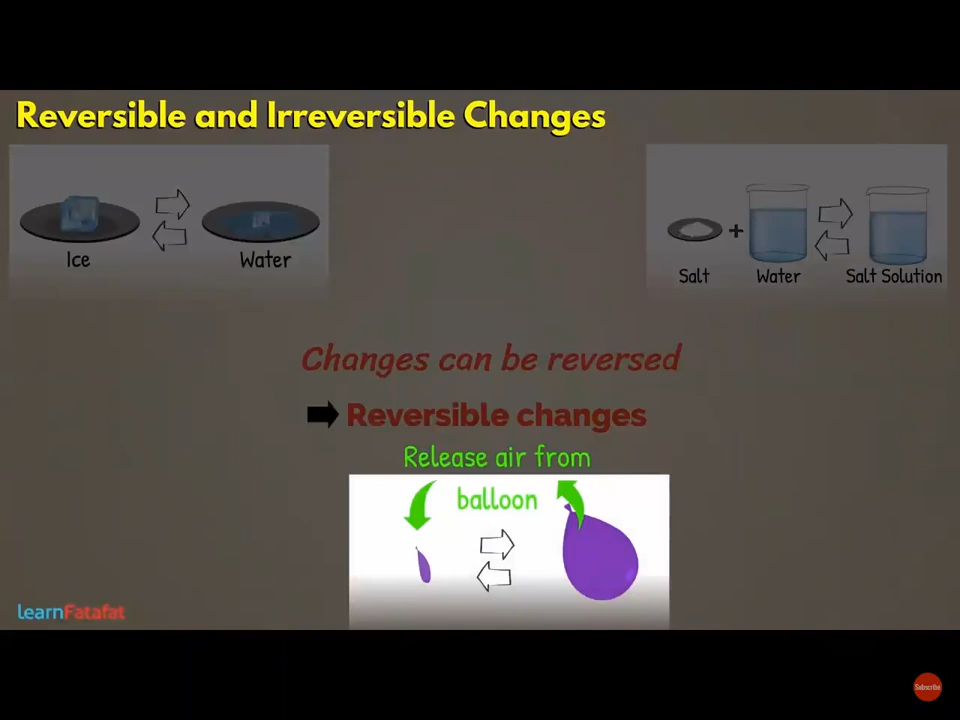 Reversible and Irreversible Changes
Ice
Water
+
Salt
Water
Salt Solution
Changes can be reversed
Reversible changes
Release air from
balloon
learnFatafat
Subscribe